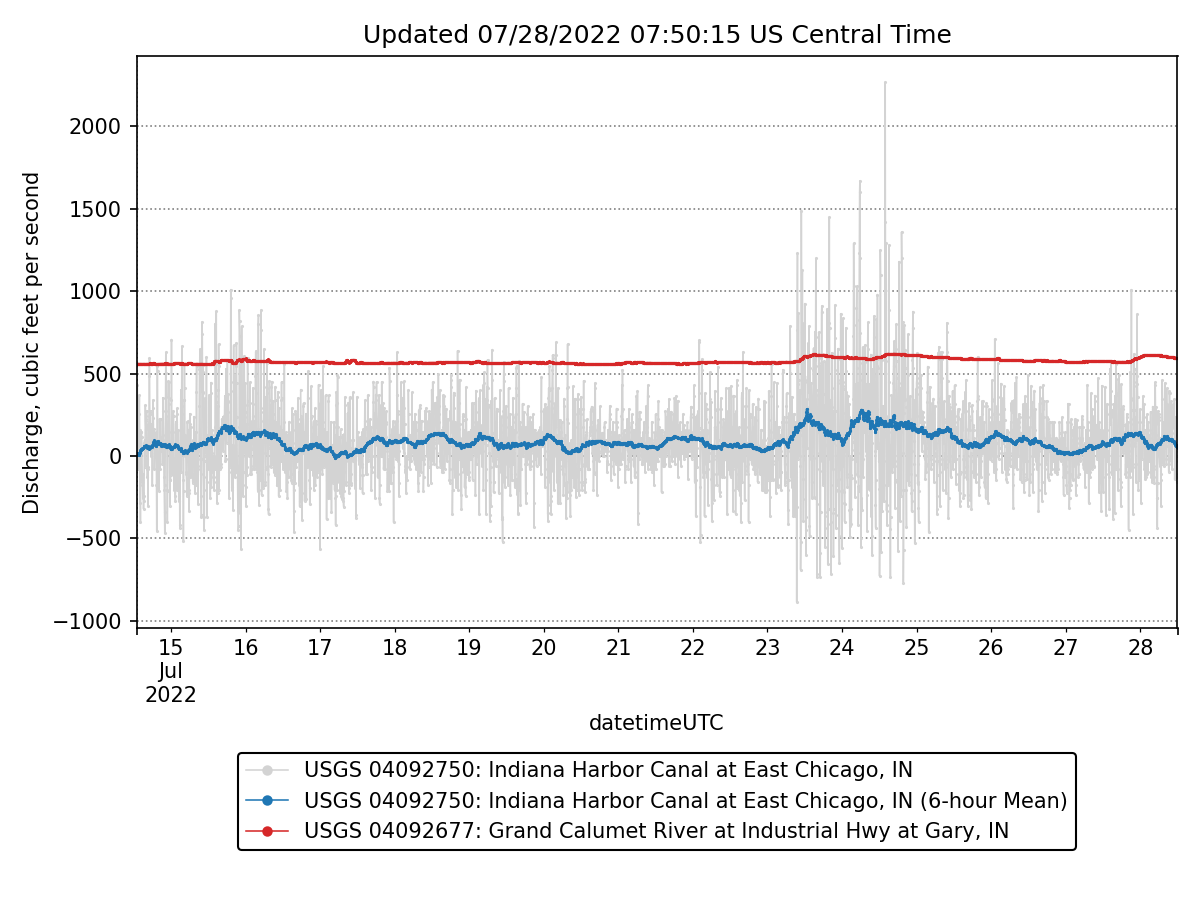 Updated 07/28/2022 07:50:15 US Central Time
Discharge, cubic feet per second
2000
1500
1000
500
0
−500
−1000
15 16 17 18 19 20 21 22 23 24 25 26 27 28
Jul
2022
datetimeUTC
USGS 04092750: Indiana Harbor Canal at East Chicago, IN
USGS 04092750: Indiana Harbor Canal at East Chicago, IN (6-hour Mean)
USGS 04092677: Grand Calumet River at Industrial Hwy at Gary, IN